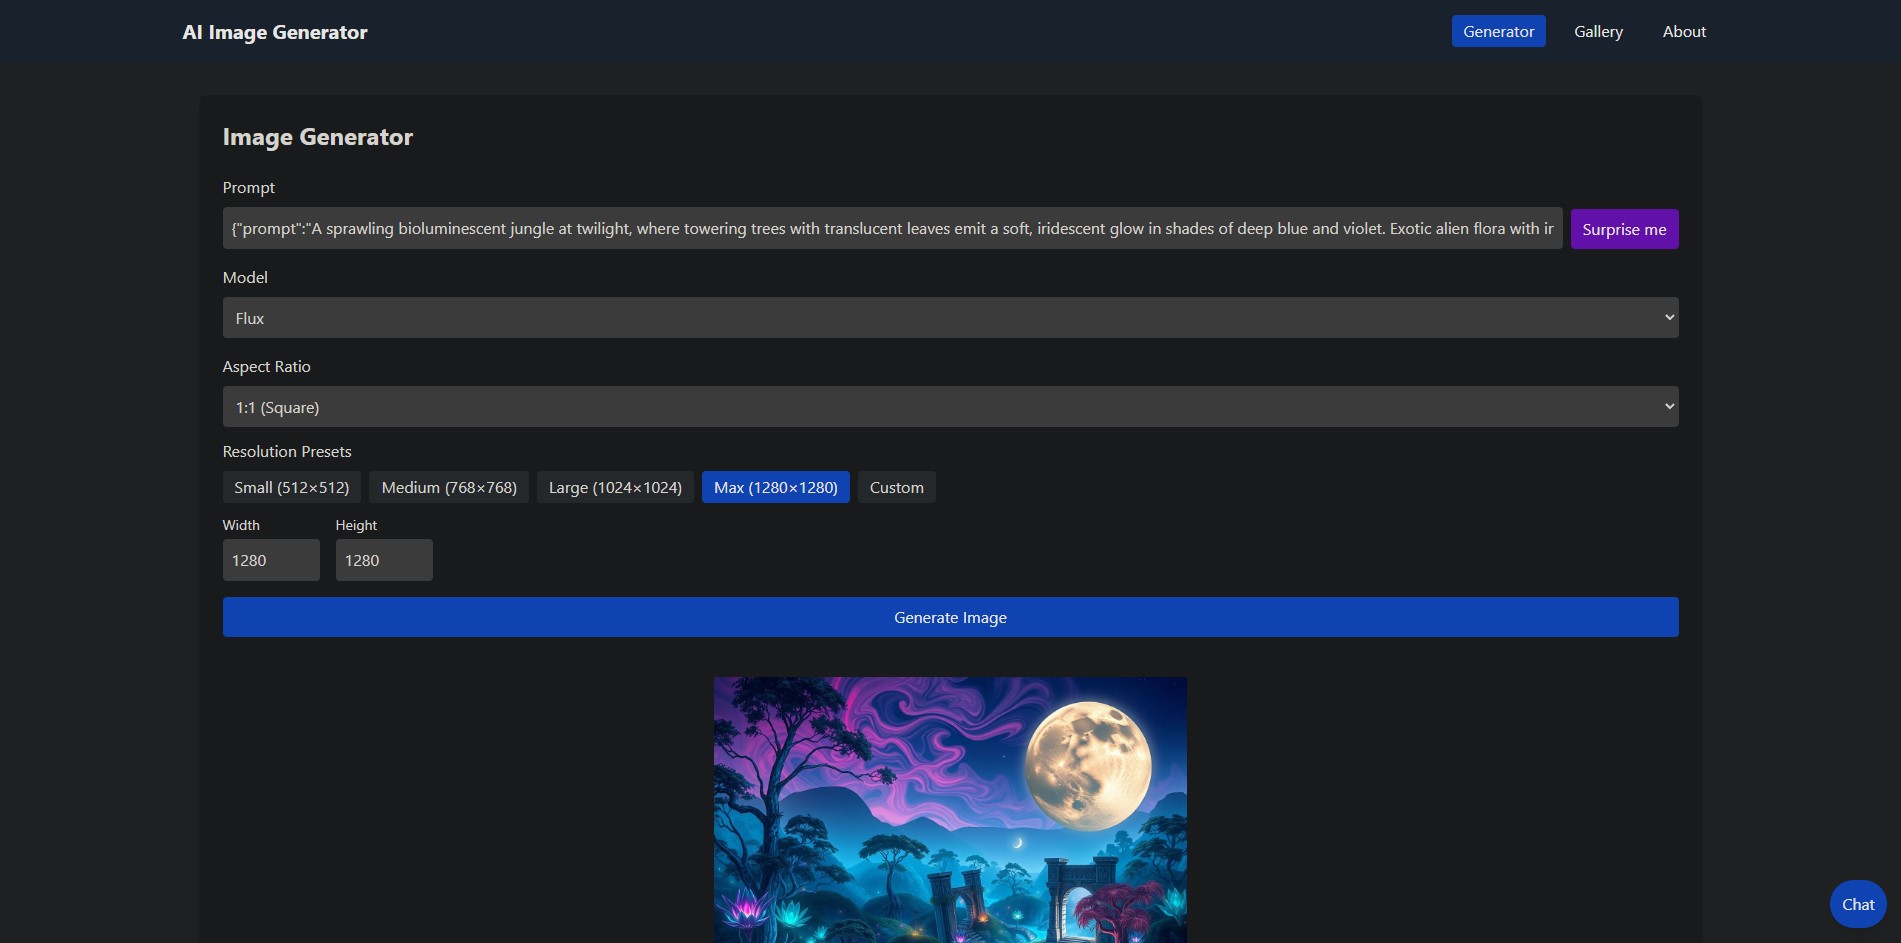 AI Image Generator
Generator
Gallery
About
Image Generator
Prompt
{"prompt":"A sprawling bioluminescent jungle at twilight, where towering trees with translucent leaves emit a soft, iridescent glow in shades of deep blue and violet. Exotic alien flora with ir
Surprise me
Model
Flux
Aspect Ratio
1:1 (Square)
Resolution Presets
Small (512×512)
Medium (768×768)
Large (1024×1024)
Max (1280×1280)
Custom
Width
Height
1280
1280
Generate Image
Chat